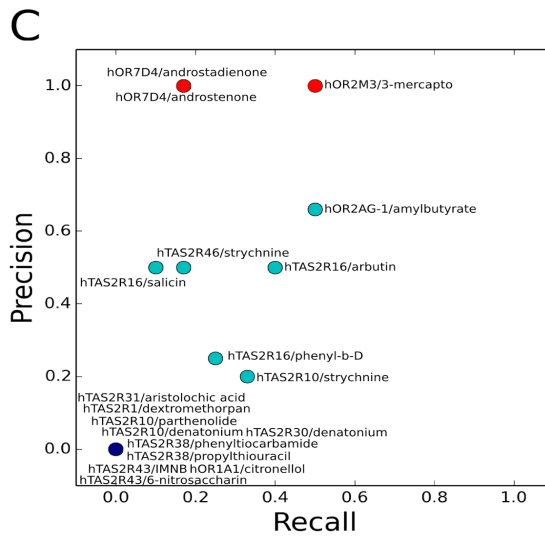 C
hOR7D4/androstadienone
1.0
hOR2M3/3-mercapto
hOR7D4/androstenone
0.8
hOR2AG-1/amylbutyrate
0.6
Precision
hTAS2R46/strychnine
hTAS2R16/arbutin
hTAS2R16/salicin
0.4
hTAS2R16/phenyl-b-D
0.2
hTAS2R10/strychnine
hTAS2R31/aristolochic acid
hTAS2R1/dextromethorpan
hTAS2R10/parthenolide
hTAS2R10/denatonium hTAS2R30/denatonium
hTAS2R38/phenyltiocarbamide
0.0
hTAS2R38/propylthiouracil
hTAS2R43/IMNB hOR1A1/citronellol
hTAS2R43/6-nitrosaccharin
0.0 0.2 0.4 0.6 0.8 1.0
Recall